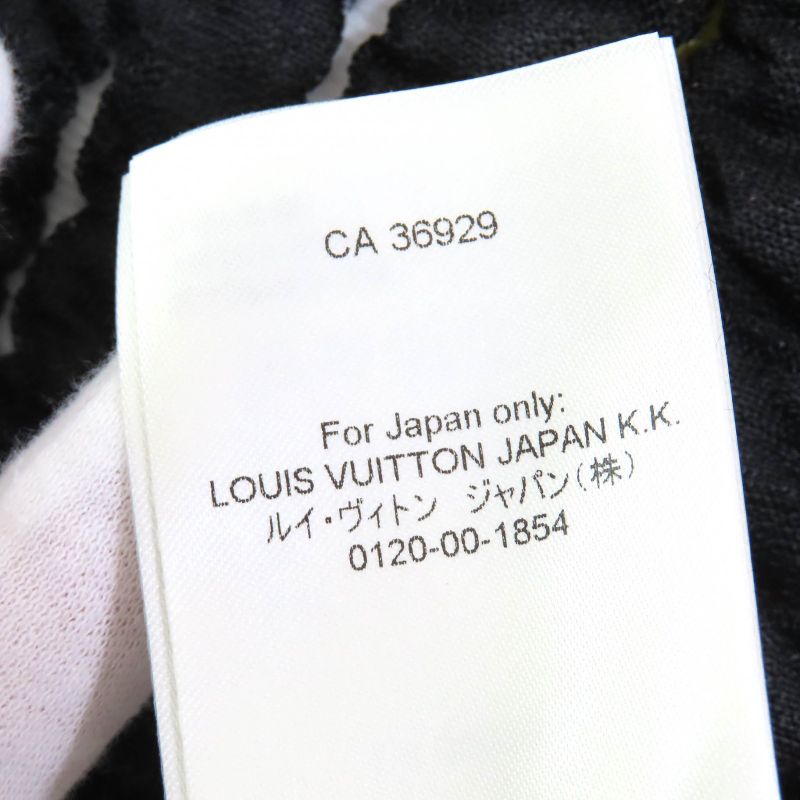 CA 36929
For Japan only:
LOUIS VUITTON JAPAN K.K.
ルイ・ヴィトン ジャパン(株)
0120-00-1854